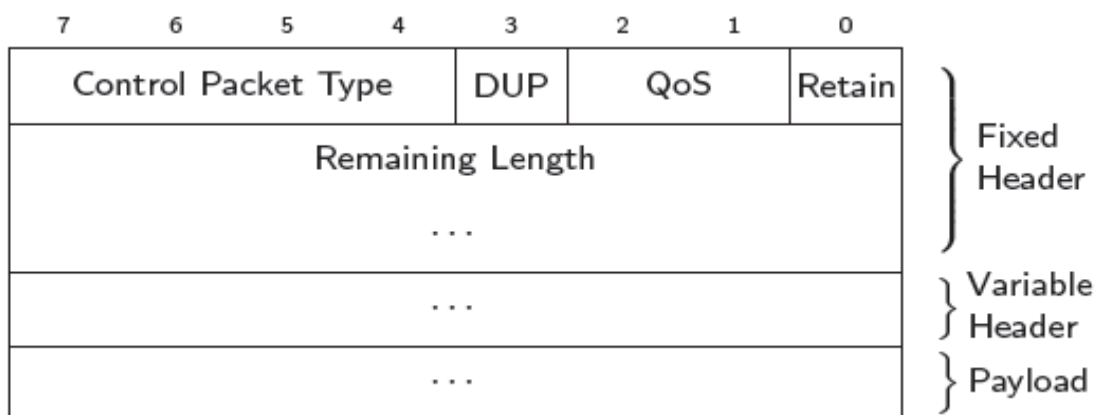 7 6 5 4 3 2 1 0
Control Packet Type DUP QoS Retain
Remaining Length
...
...
...
Fixed
Header
Variable
Header
Payload